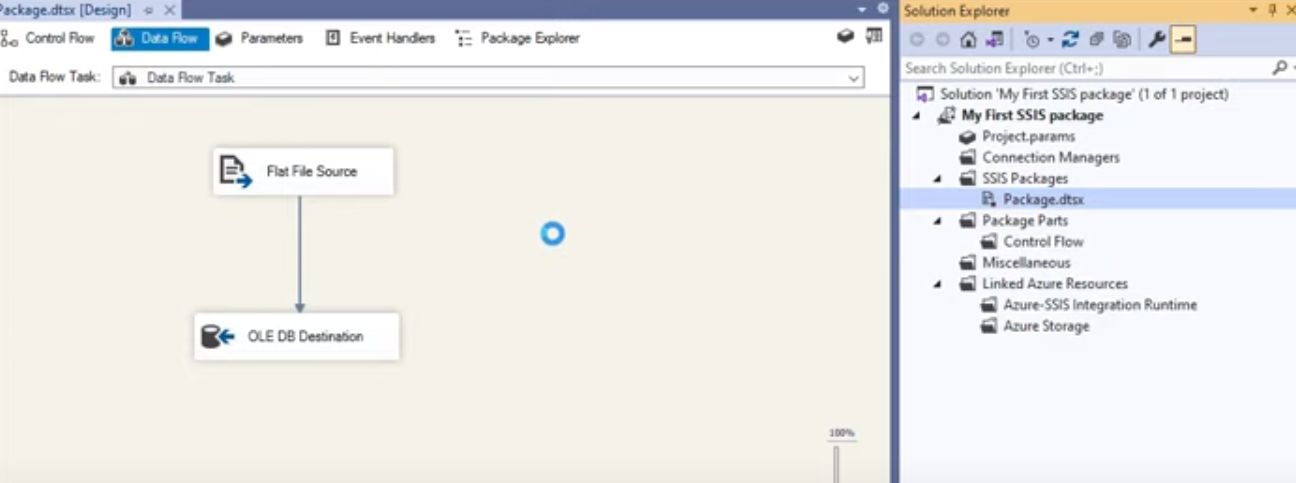 Package.dtsx [Design]
Control Flow Data Flow Parameters Event Handlers Package Explorer
Data Flow Task: Data Flow Task
Flat File Source
OLE DB Destination
100%
Solution Explorer
Search Solution Explorer (Ctrl+;)
Solution 'My First SSIS package' (1 of 1 project)
My First SSIS package
Project.params
Connection Managers
SSIS Packages
Package.dtsx
Package Parts
Control Flow
Miscellaneous
Linked Azure Resources
Azure-SSIS Integration Runtime
Azure Storage